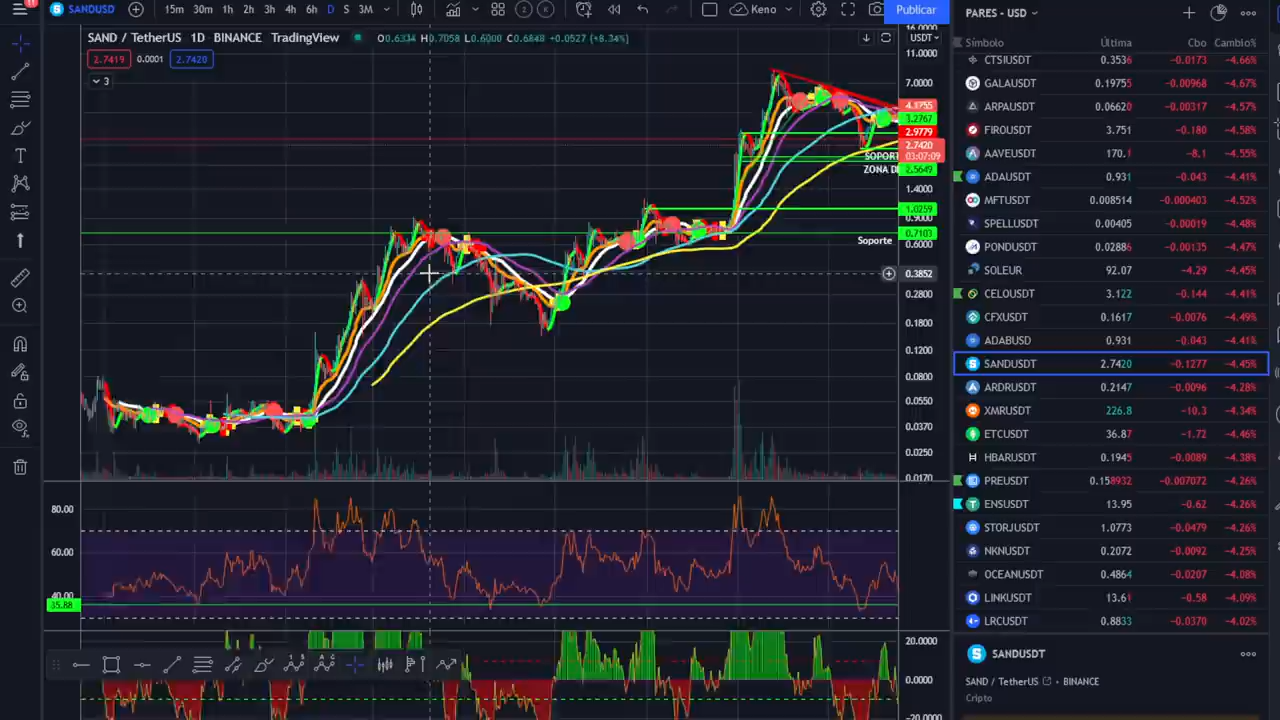 11
SANDUSD
15m 30m 1h 2h 3h 4h 6h D S 3M
2 K
Keno
Publicar
SAND / TetherUS 1D BINANCE TradingView
O0.6334 H0.7058 L0.6000 C0.6848 +0.0527 (+8.34%)
USDT
2.7419 0.0001 2.7420
3
16.0000
11.0000
7.0000
3.2767
2.9779
2.7420
03:07:09
SOPORT
ZONA D
2.5649
1.4000
1.0259
0.9000
0.7103
Soporte
0.6000
0.3852
0.2800
0.1800
0.1200
0.0800
0.0550
0.0370
0.0250
0.0170
80.00
60.00
40.00
35.88
20.0000
0.0000
-20.0000
PARES - USD
Símbolo Última Cbo Cambio%
CTSIUSDT 0.3536 -0.0173 -4.66%
GALAUSDT 0.19755 -0.00968 -4.67%
ARPAUSDT 0.06620 -0.00317 -4.57%
FIROUSDT 3.751 -0.180 -4.58%
AAVEUSDT 170.1 -8.1 -4.55%
ADAUSDT 0.931 -0.043 -4.41%
MFTUSDT 0.008514 -0.000403 -4.52%
SPELLUSDT 0.00405 -0.00019 -4.48%
PONDUSDT 0.02886 -0.00135 -4.47%
SOLEUR 92.07 -4.29 -4.45%
CELOUSDT 3.122 -0.144 -4.41%
CFXUSDT 0.1617 -0.0076 -4.49%
ADABUSD 0.931 -0.043 -4.41%
SANDUSDT 2.7420 -0.1277 -4.45%
ARDRUSDT 0.2147 -0.0096 -4.28%
XMRUSDT 226.8 -10.3 -4.34%
ETCUSDT 36.87 -1.72 -4.46%
HBARUSDT 0.1945 -0.0089 -4.38%
PREUSDT 0.158932 -0.007072 -4.26%
ENSUSDT 13.95 -0.62 -4.26%
STORJUSDT 1.0773 -0.0479 -4.26%
NKNUSDT 0.2072 -0.0092 -4.25%
OCEANUSDT 0.4864 -0.0207 -4.08%
LINKUSDT 13.61 -0.58 -4.09%
LRCUSDT 0.8833 -0.0370 -4.02%
SANDUSDT
SAND / TetherUS • BINANCE
Cripto